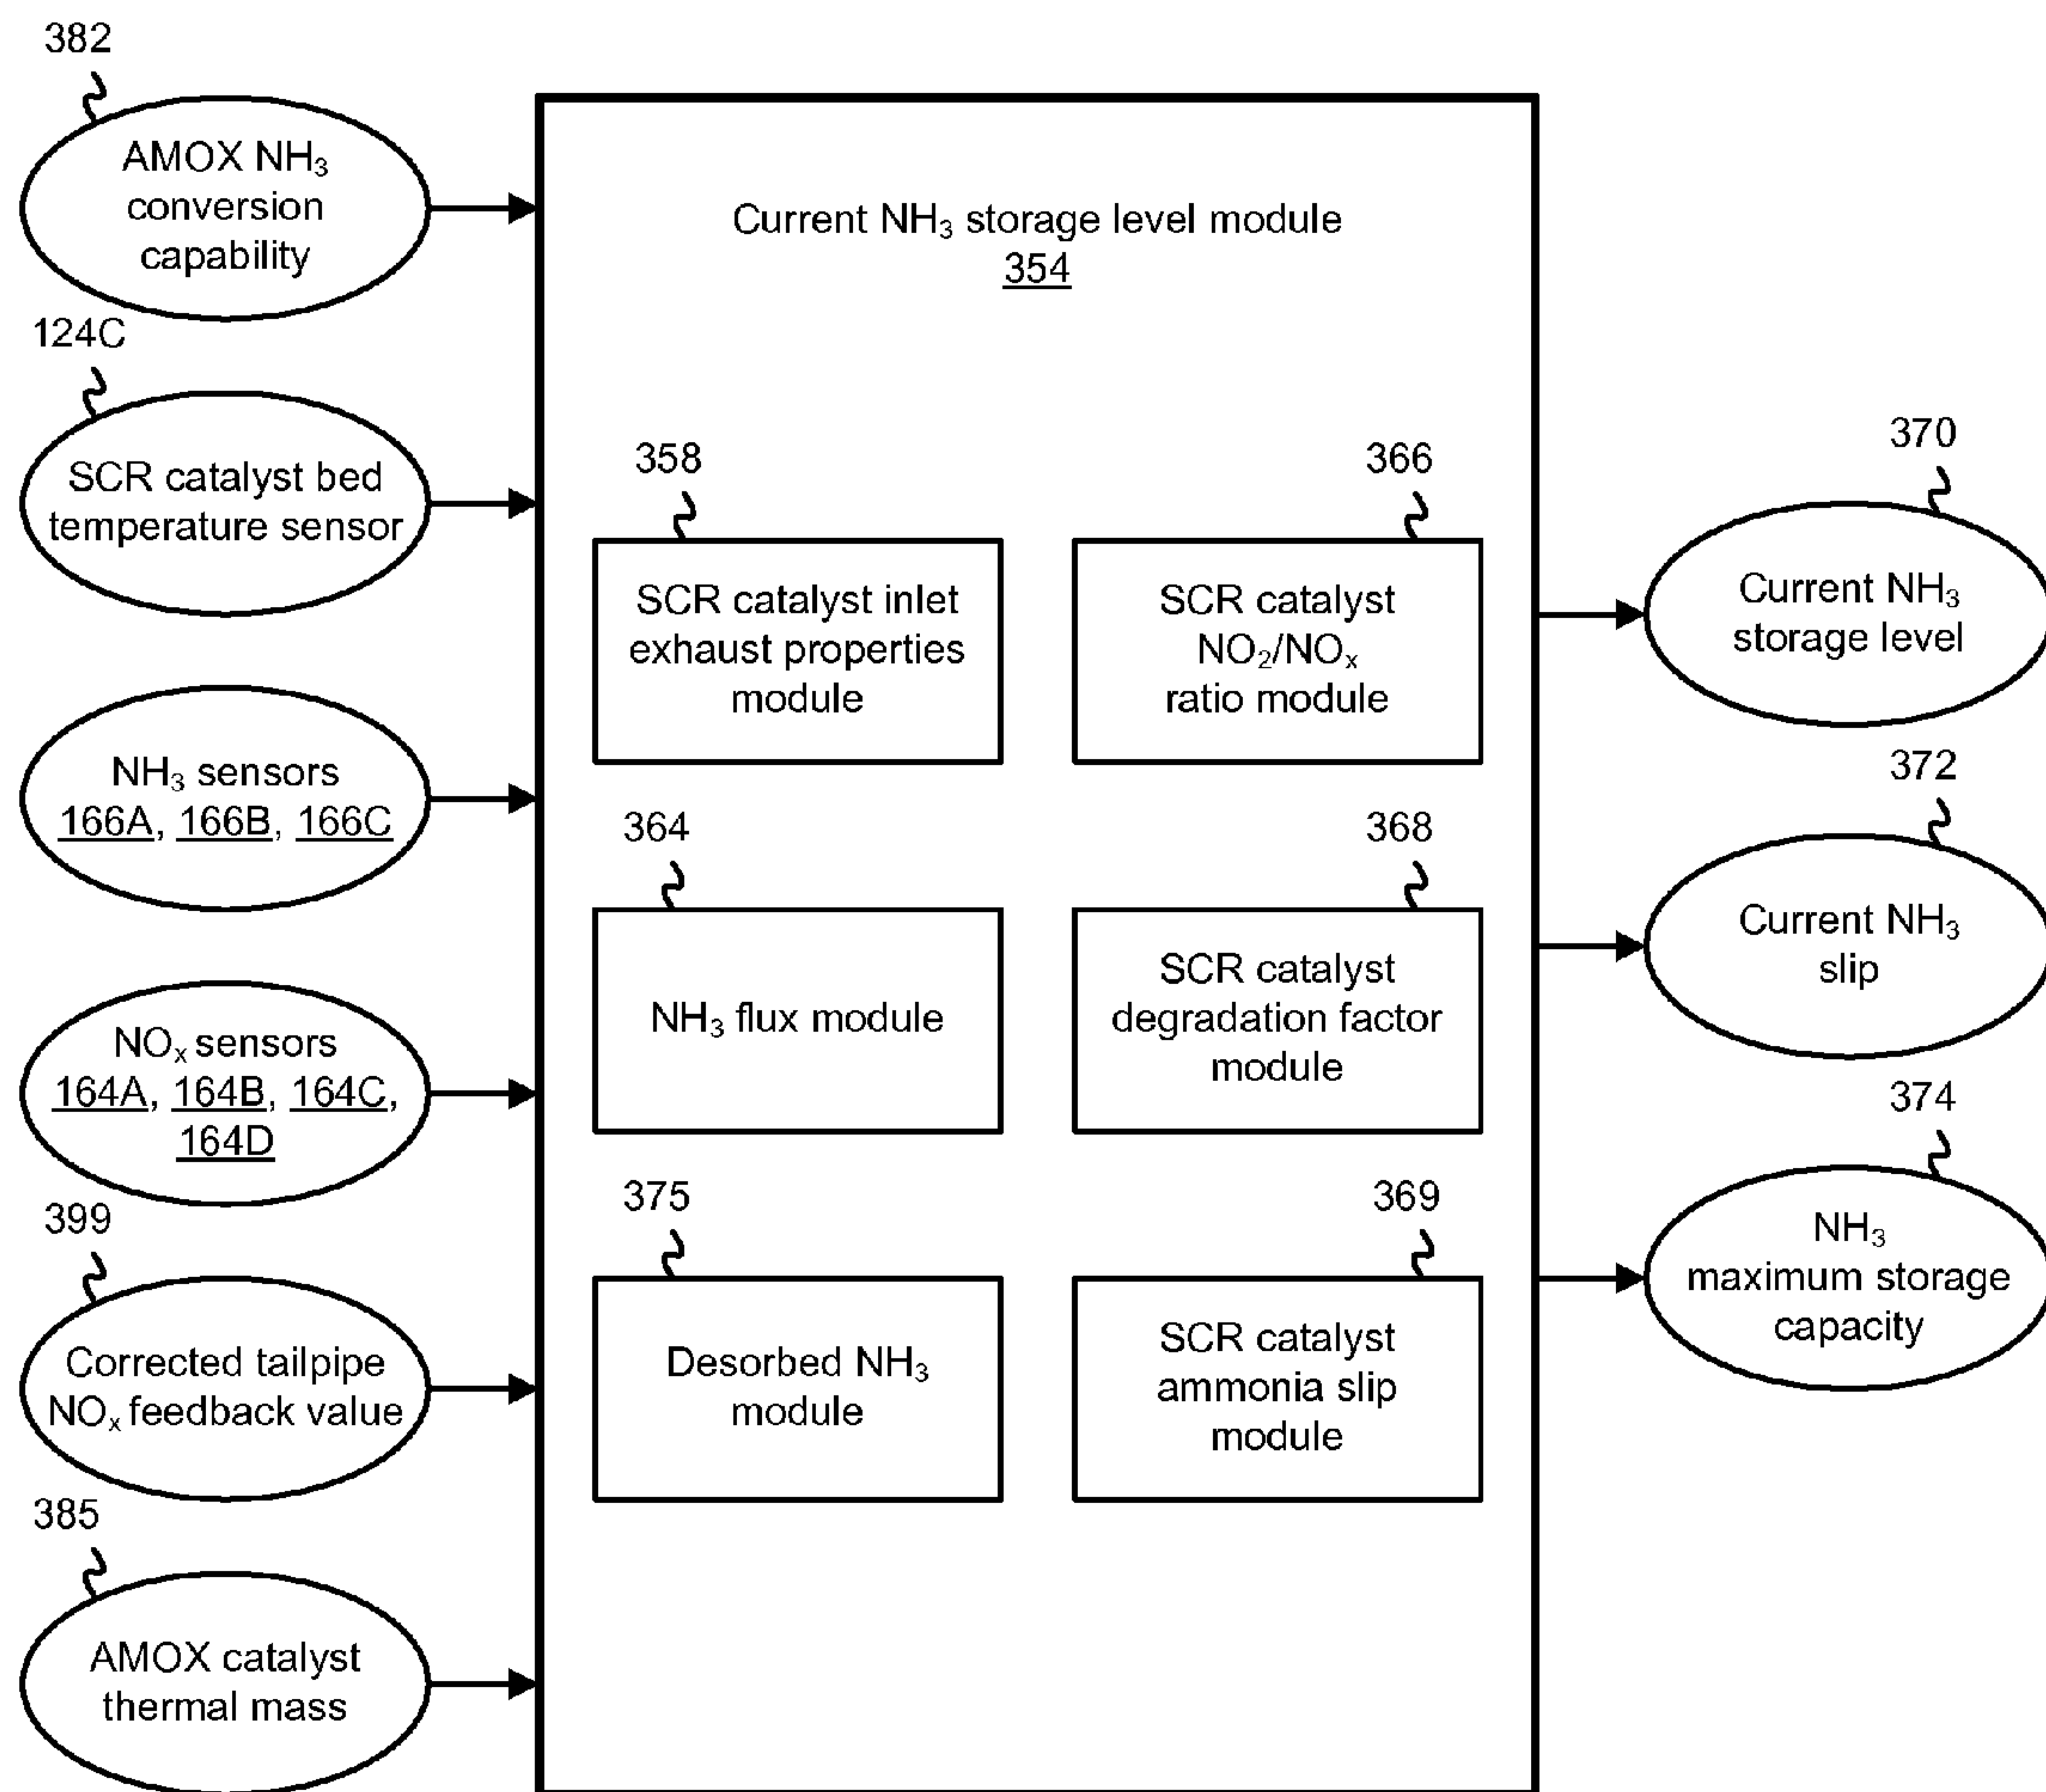 382
AMOX NH₃
conversion
capability
124C
SCR catalyst bed
temperature sensor
NH₃ sensors
166A, 166B, 166C
NOₓ sensors
164A, 164B, 164C,
164D
399
Corrected tailpipe
NOₓ feedback value
385
AMOX catalyst
thermal mass
Current NH₃ storage level module
354
358
SCR catalyst inlet
exhaust properties
module
366
SCR catalyst
NO₂/NOₓ
ratio module
364
NH₃ flux module
368
SCR catalyst
degradation factor
module
375
Desorbed NH₃
module
369
SCR catalyst
ammonia slip
module
370
Current NH₃
storage level
372
Current NH₃
slip
374
NH₃
maximum storage
capacity